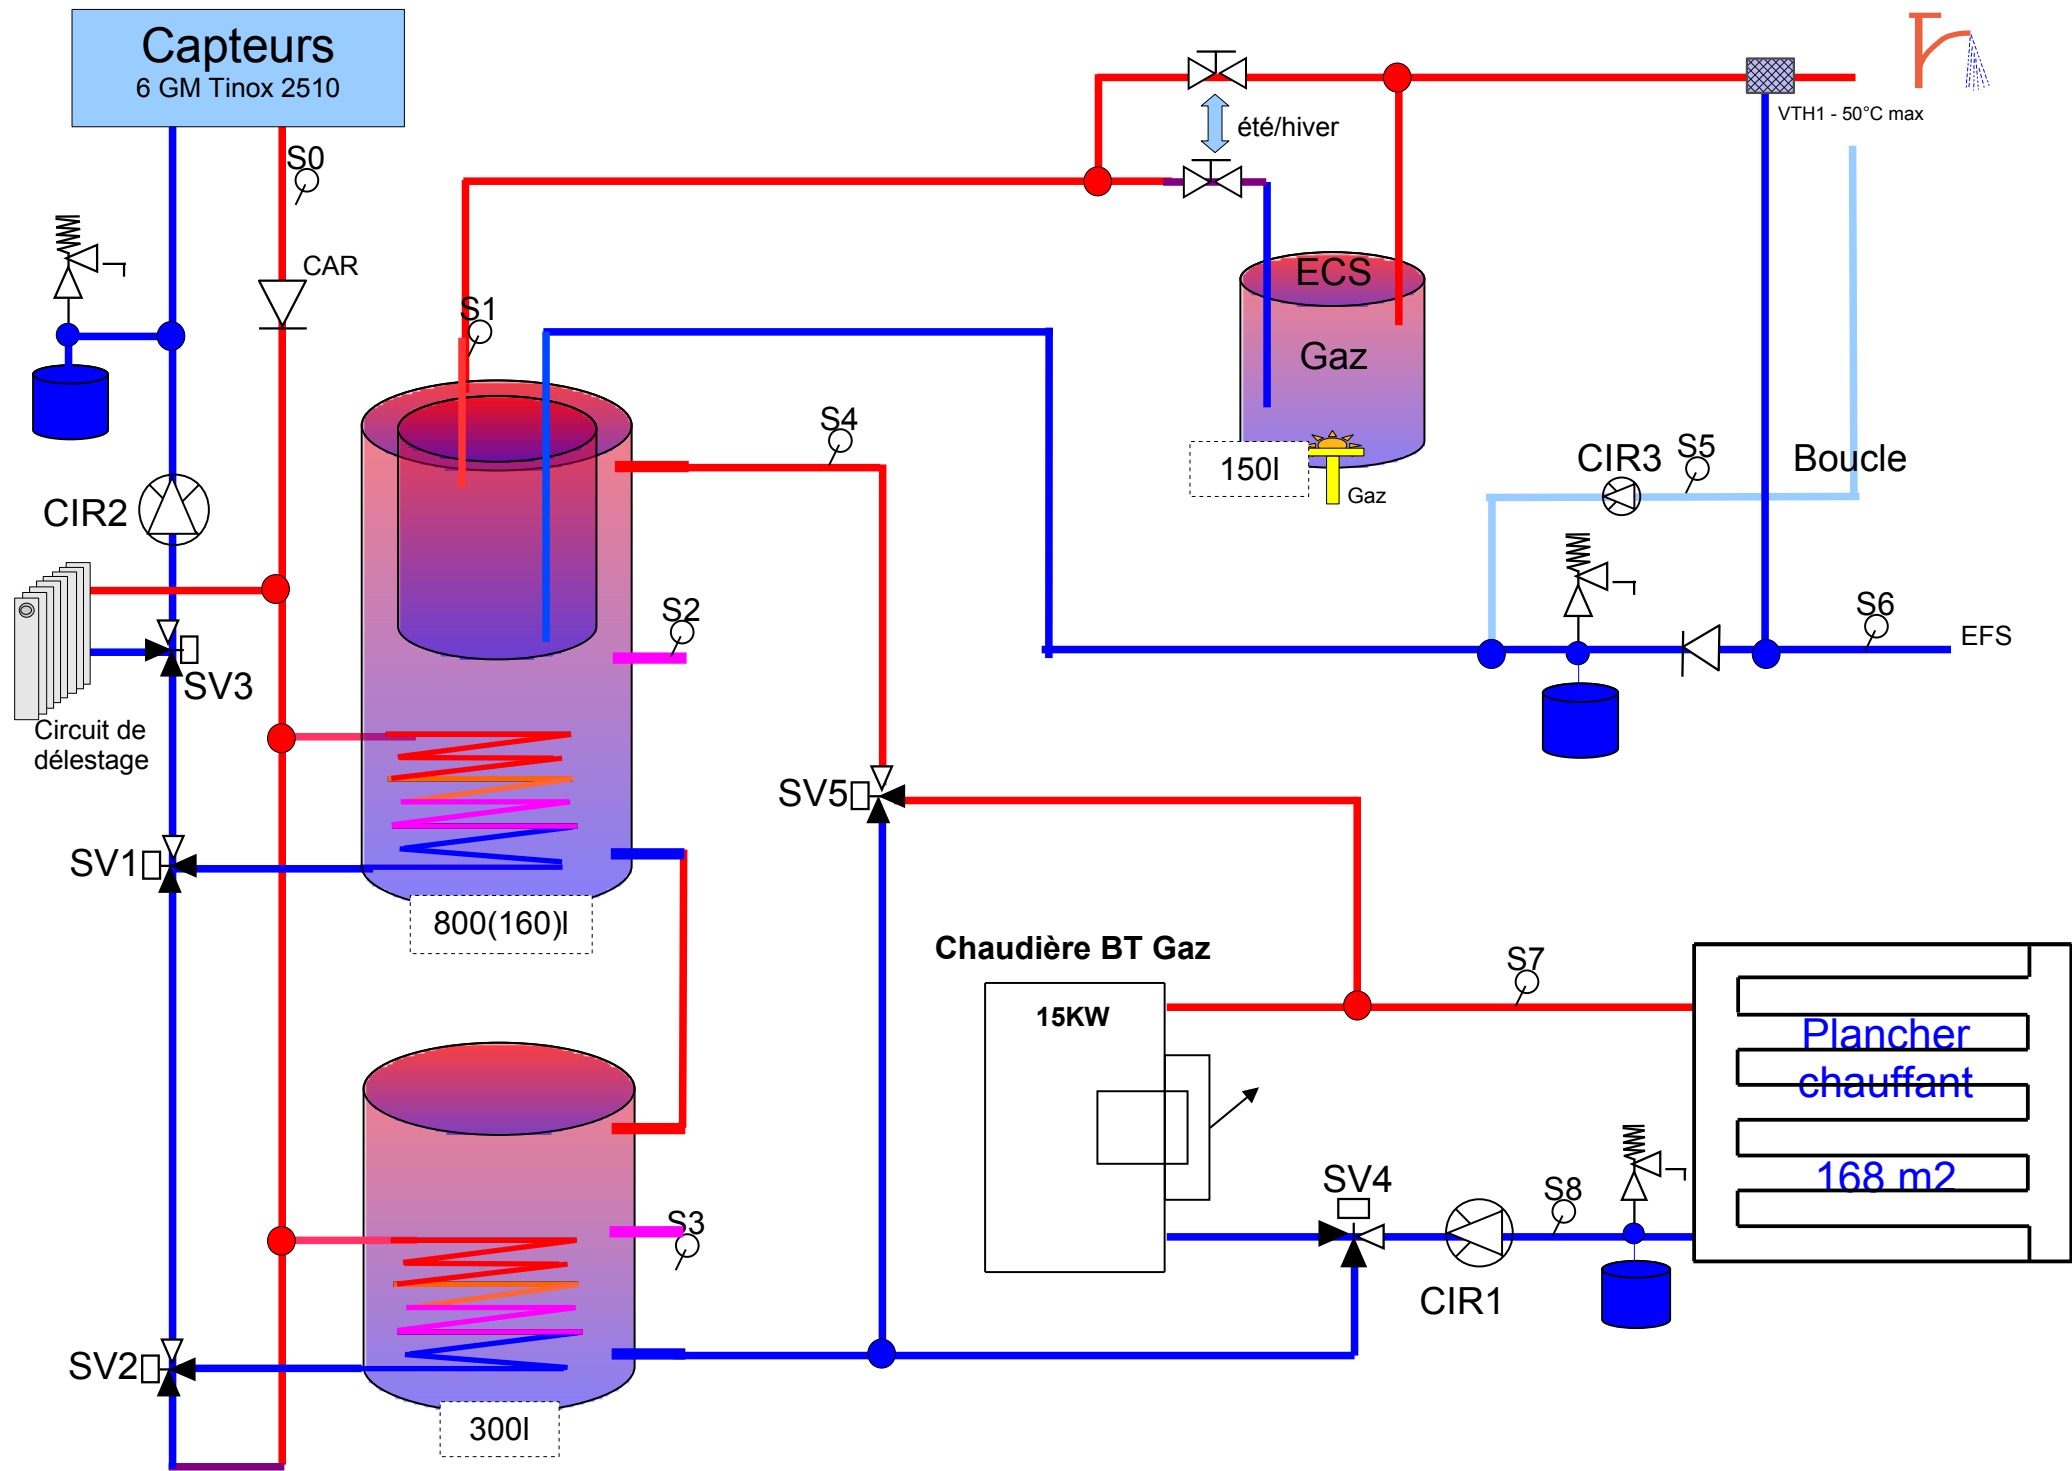 Capteurs
6 GM Tinox 2510
S0
CAR
été/hiver
VTH1 - 50°C max
S1
ECS
Gaz
150l
Gaz
S4
CIR3
S5
Boucle
CIR2
S2
S6
EFS
SV3
Circuit de
délestage
SV5
SV1
800(160)l
Chaudière BT Gaz
15KW
S7
Plancher
chauffant
168 m2
SV4
S8
S3
CIR1
SV2
300l